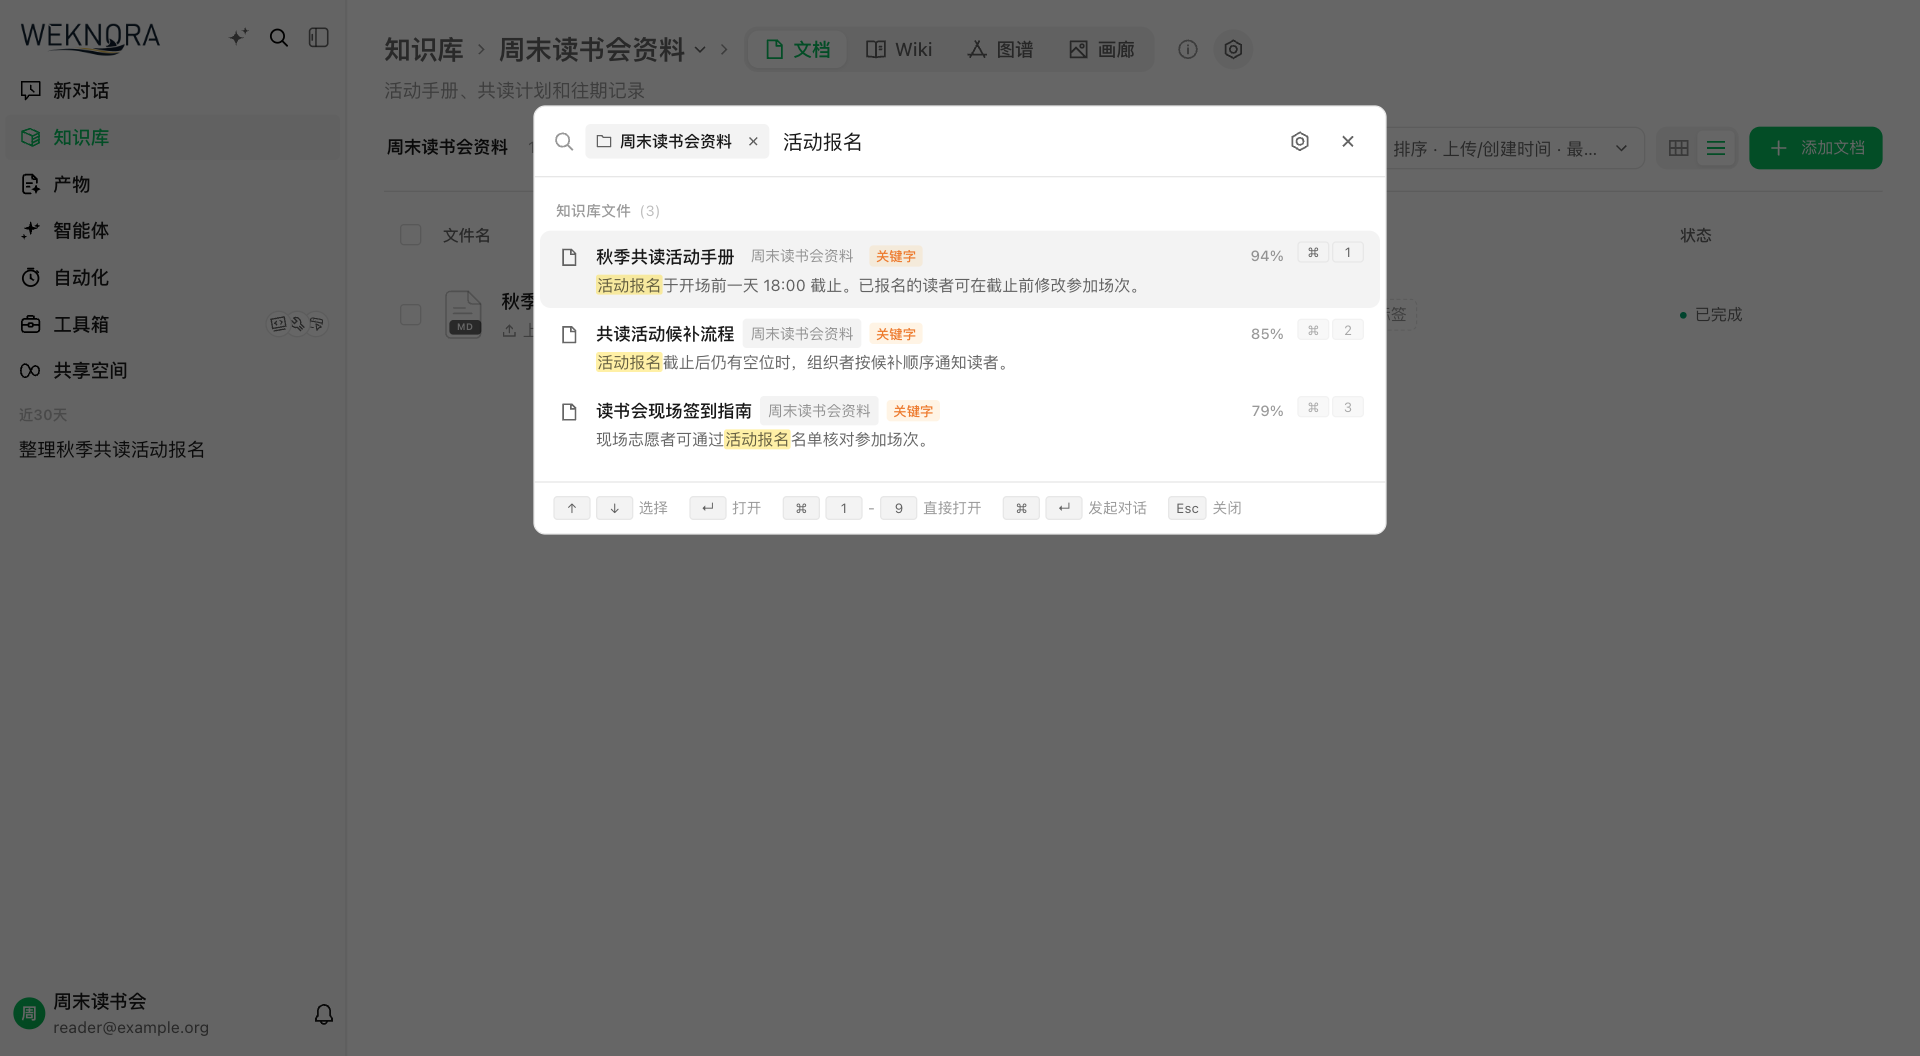 WEKNORA
新对话
知识库
产物
智能体
自动化
工具箱
共享空间
近30天
整理秋季共读活动报名
周末读书会
周
reader@example.org
知识库 › 周末读书会资料 › 文档 Wiki 图谱 画廊
活动手册、共读计划和往期记录
周末读书会资料
排序 · 上传/创建时间 · 最...
添加文档
文件名
状态
秋季
MD
已完成
周末读书会资料 × 活动报名
知识库文件 (3)
秋季共读活动手册 周末读书会资料 关键字 94% ⌘ 1
活动报名于开场前一天 18:00 截止。已报名的读者可在截止前修改参加场次。
共读活动候补流程 周末读书会资料 关键字 85% ⌘ 2
活动报名截止后仍有空位时，组织者按候补顺序通知读者。
读书会现场签到指南 周末读书会资料 关键字 79% ⌘ 3
现场志愿者可通过活动报名名单核对参加场次。
↑ ↓ 选择 ↵ 打开 ⌘ 1 - 9 直接打开 ⌘ ↵ 发起对话 Esc 关闭